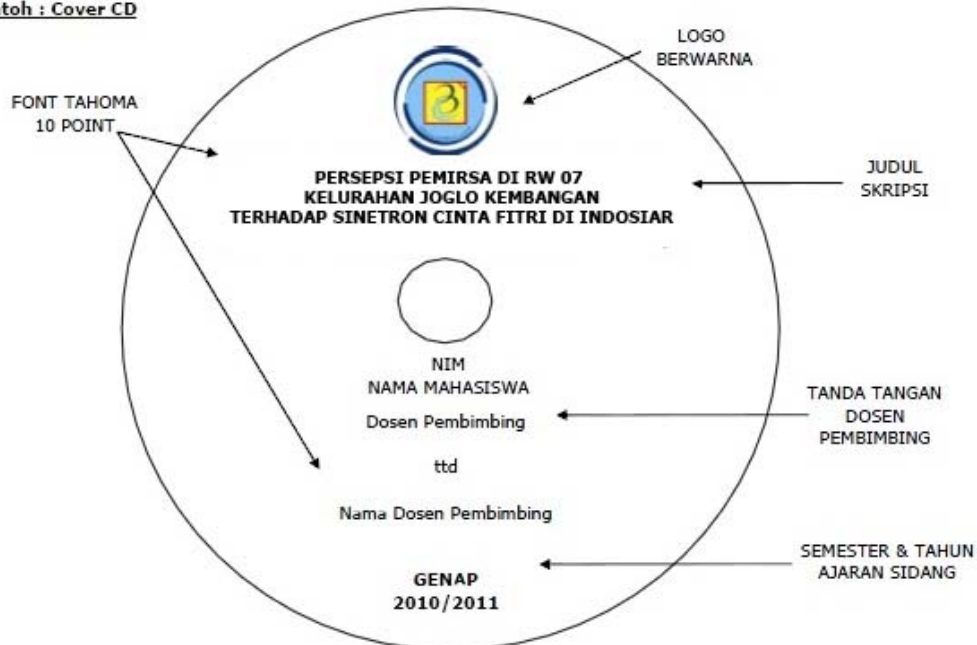 toh : Cover CD
LOGO
BERWARNA
FONT TAHOMA
10 POINT
PERSEPSI PEMIRSA DI RW 07
KELURAHAN JOGLO KEMBANGAN
TERHADAP SINETRON CINTA FITRI DI INDOSIAR
JUDUL
SKRIPSI
NIM
NAMA MAHASISWA
Dosen Pembimbing
ttd
Nama Dosen Pembimbing
TANDA TANGAN
DOSEN
PEMBIMBING
GENAP
2010/2011
SEMESTER & TAHUN
AJARAN SIDANG